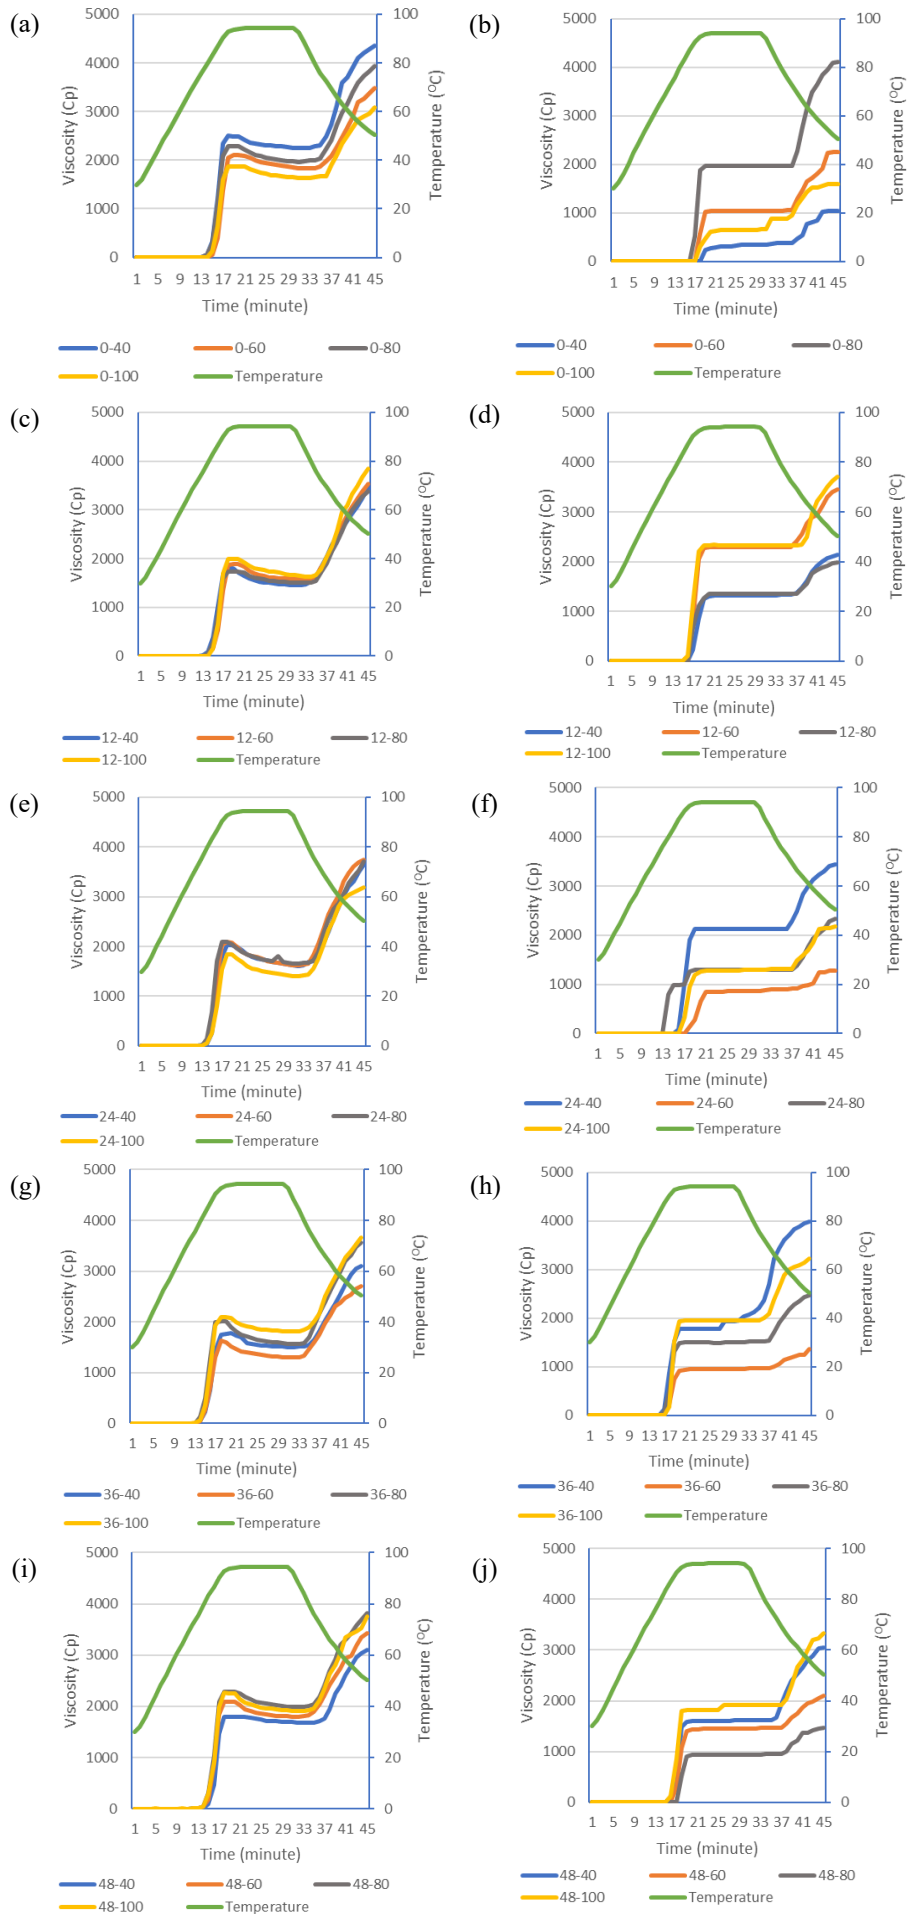 (a)
5000
4000
3000
2000
1000
0
Viscosity (Cp)
100
80
60
40
20
0
Temperature (⁰C)
1 5 9 13 17 21 25 29 33 37 41 45
Time (minute)
0-40 0-60 0-80
0-100 Temperature
(b)
5000
4000
3000
2000
1000
0
Viscosity (Cp)
100
80
60
40
20
0
Temperature (⁰C)
1 5 9 13 17 21 25 29 33 37 41 45
Time (minute)
0-40 0-60 0-80
0-100 Temperature
(c)
5000
4000
3000
2000
1000
0
Viscosity (Cp)
100
80
60
40
20
0
Temperature (⁰C)
1 5 9 13 17 21 25 29 33 37 41 45
Time (minute)
12-40 12-60 12-80
12-100 Temperature
(d)
5000
4000
3000
2000
1000
0
Viscosity (Cp)
100
80
60
40
20
0
Temperature (⁰C)
1 5 9 13 17 21 25 29 33 37 41 45
Time (minute)
12-40 12-60 12-80
12-100 Temperature
(e)
5000
4000
3000
2000
1000
0
Viscosity (Cp)
100
80
60
40
20
0
Temperature (⁰C)
1 5 9 13 17 21 25 29 33 37 41 45
Time (minute)
24-40 24-60 24-80
24-100 Temperature
(f)
5000
4000
3000
2000
1000
0
Viscosity (Cp)
100
80
60
40
20
0
Temperature (⁰C)
1 5 9 13 17 21 25 29 33 37 41 45
Time (minute)
24-40 24-60 24-80
24-100 Temperature
(g)
5000
4000
3000
2000
1000
0
Viscosity (Cp)
100
80
60
40
20
0
Temperature (⁰C)
1 5 9 13 17 21 25 29 33 37 41 45
Time (minute)
36-40 36-60 36-80
36-100 Temperature
(h)
5000
4000
3000
2000
1000
0
Viscosity (Cp)
100
80
60
40
20
0
Temperature (⁰C)
1 5 9 13 17 21 25 29 33 37 41 45
Time (minute)
36-40 36-60 36-80
36-100 Temperature
(i)
5000
4000
3000
2000
1000
0
Viscosity (Cp)
100
80
60
40
20
0
Temperature (⁰C)
1 5 9 13 17 21 25 29 33 37 41 45
Time (minute)
48-40 48-60 48-80
48-100 Temperature
(j)
5000
4000
3000
2000
1000
0
Viscosity (Cp)
100
80
60
40
20
0
Temperature (⁰C)
1 5 9 13 17 21 25 29 33 37 41 45
Time (minute)
48-40 48-60 48-80
48-100 Temperature